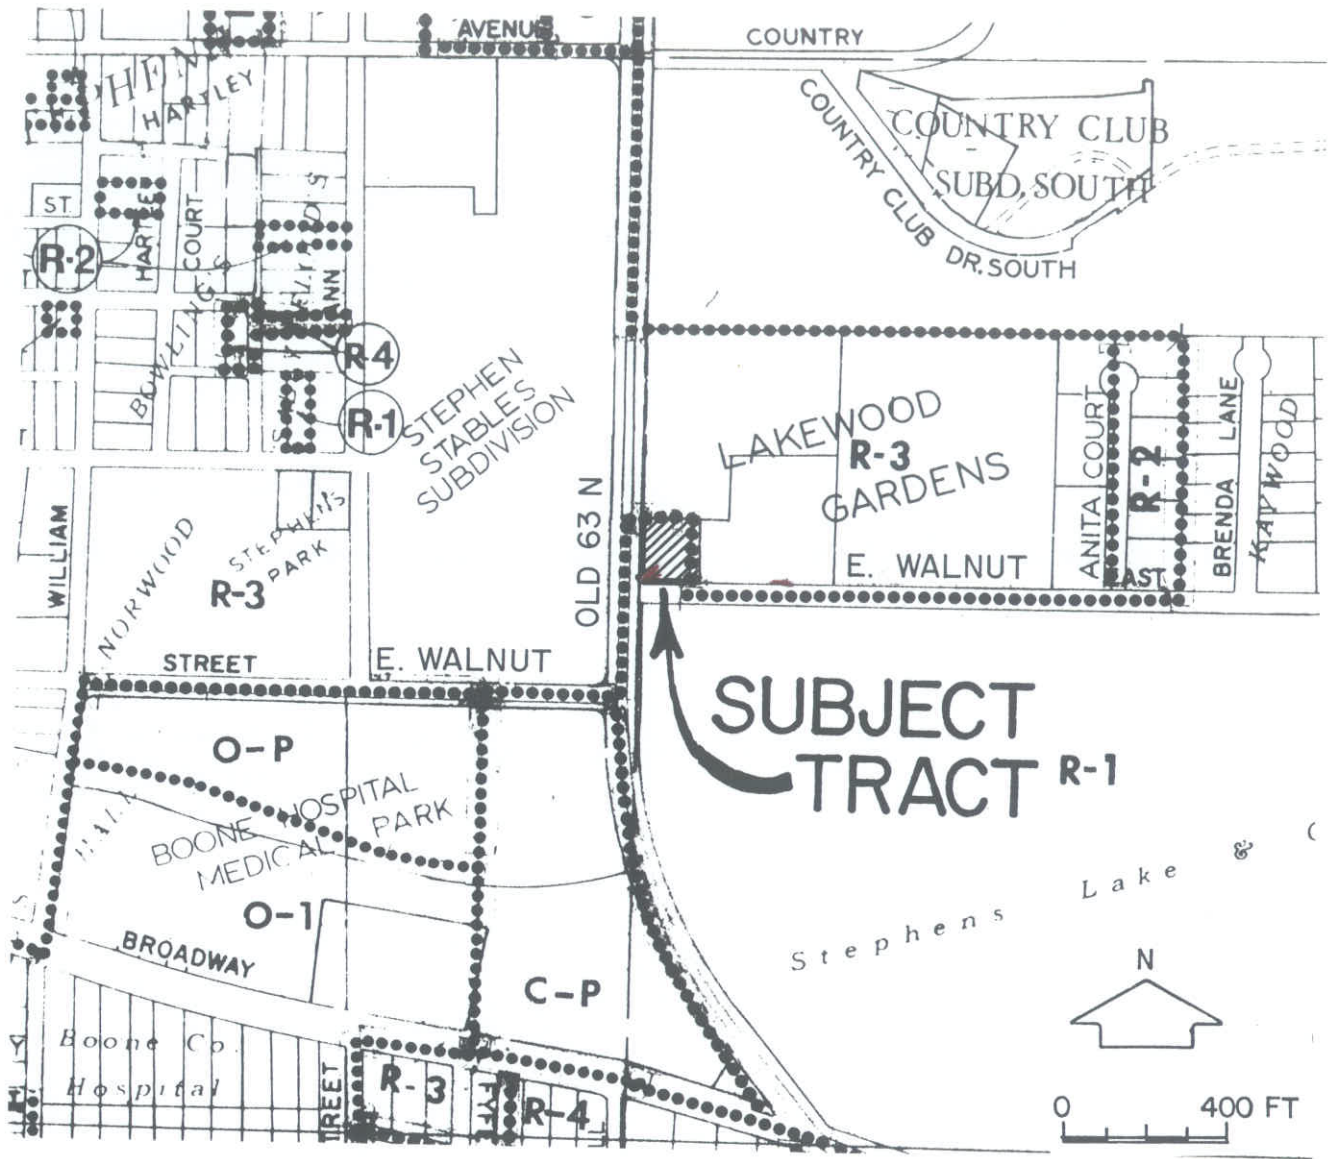 AVENUE
COUNTRY
HARTLEY
COUNTRY CLUB
SUBD. SOUTH
COUNTRY CLUB DR. SOUTH
ST.
COURT
R-2
BOWLING
ANN
R-4
R-1
STEPHEN
STABLES
SUBDIVISION
LAKEWOOD
R-3
GARDENS
ANITA COURT
R-2
BRENDA LANE
KAYWOOD
OLD 63 N
WILLIAM
NORWOOD
STEPHENS
PARK
R-3
E. WALNUT
EAST
STREET
E. WALNUT
SUBJECT
TRACT
R-1
O-P
BOONE HOSPITAL
MEDICAL PARK
O-1
BROADWAY
C-P
Stephens Lake &
N
Boone Co.
Hospital
R-3
R-4
0 400 FT